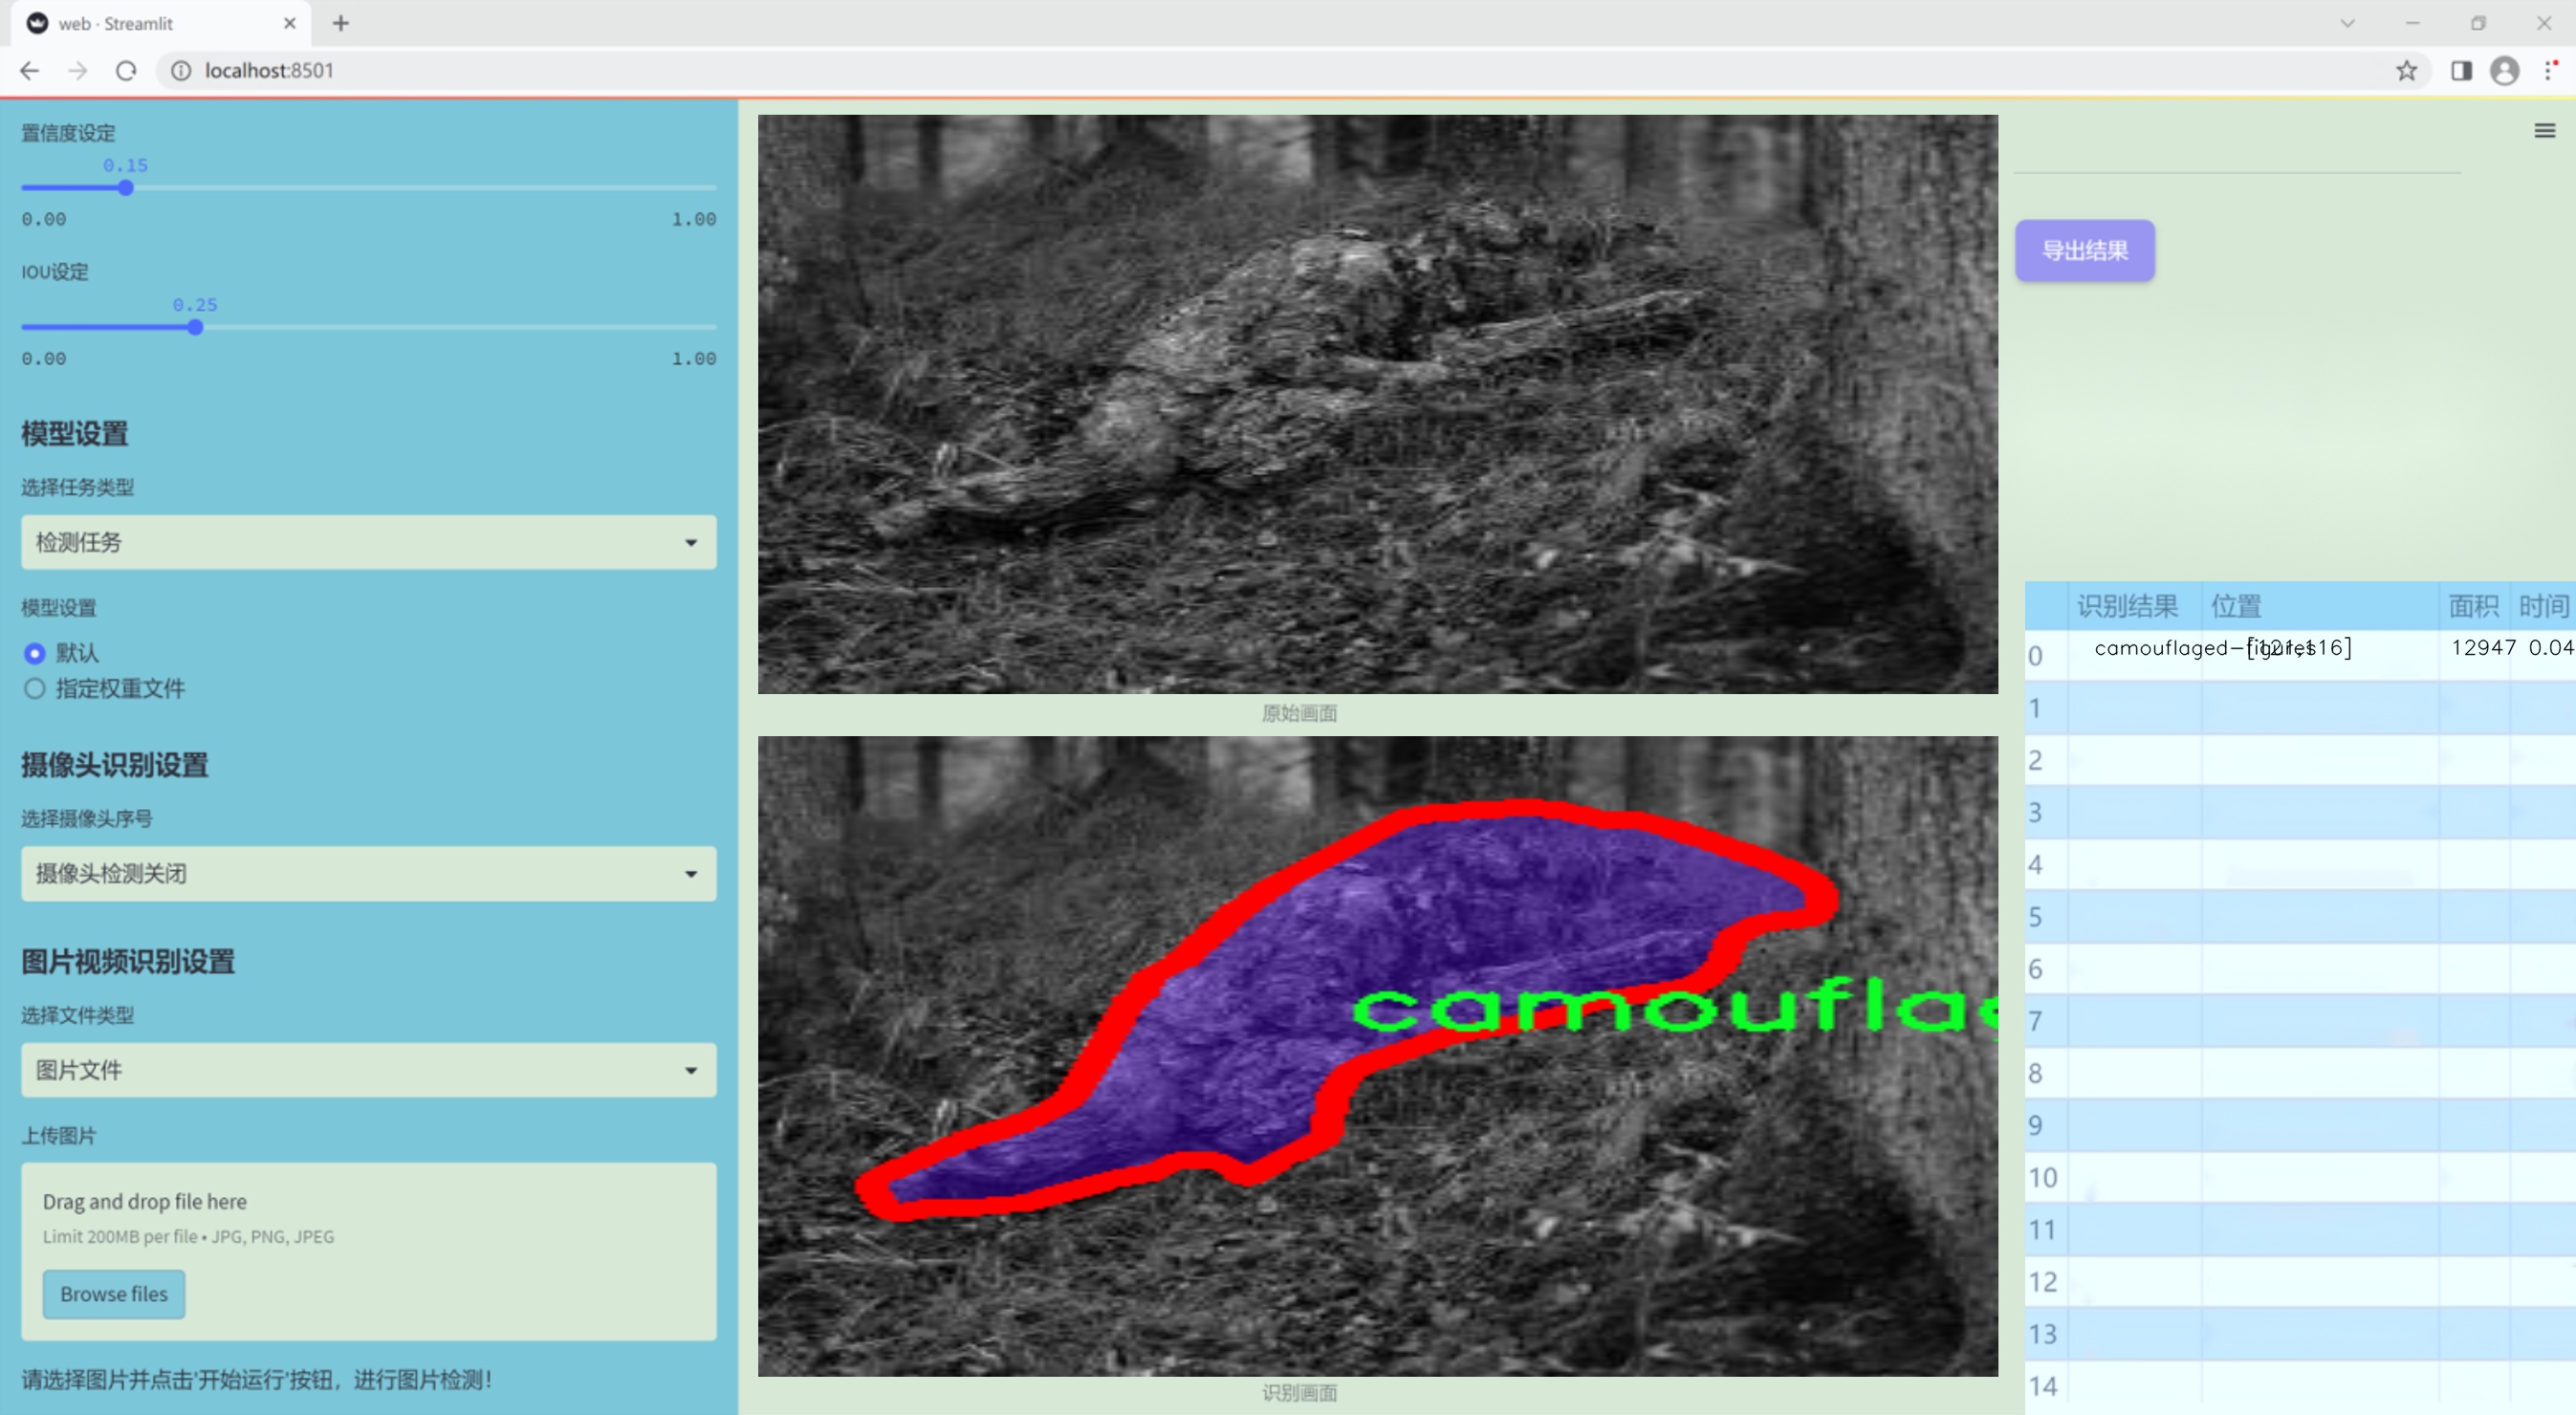 web · Streamlit
localhost:8501
置信度设定
0.15
0.00 1.00
IOU设定
0.25
0.00 1.00
模型设置
选择任务类型
检测任务
模型设置
默认
指定权重文件
摄像头识别设置
选择摄像头序号
摄像头检测关闭
图片视频识别设置
选择文件类型
图片文件
上传图片
Drag and drop file here
Limit 200MB per file • JPG, PNG, JPEG
Browse files
请选择图片并点击'开始运行'按钮，进行图片检测！
原始画面
camouflag
识别画面
导出结果
识别结果 位置 面积 时间
0 camouflaged-figures [121,116] 12947 0.04
1
2
3
4
5
6
7
8
9
10
11
12
13
14